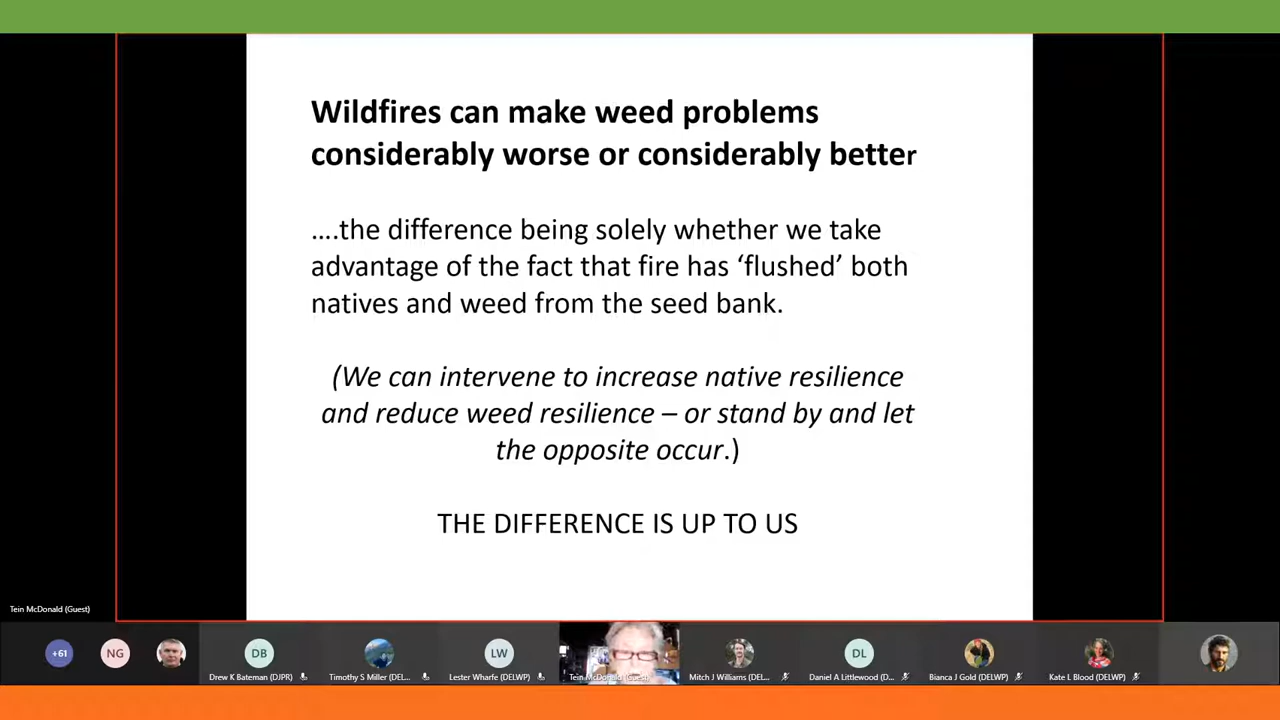 Wildfires can make weed problems
considerably worse or considerably better
….the difference being solely whether we take
advantage of the fact that fire has ‘flushed’ both
natives and weed from the seed bank.
(We can intervene to increase native resilience
and reduce weed resilience – or stand by and let
the opposite occur.)
THE DIFFERENCE IS UP TO US
Tein McDonald (Guest)
+61
NG
DB
LW
DL
Drew K Bateman (DJPR)
Timothy S Miller (DEL...
Lester Wharfe (DELWP)
Tein McDonald (Guest)
Mitch J Williams (DEL...
Daniel A Littlewood (D...
Bianca J Gold (DELWP)
Kate L Blood (DELWP)